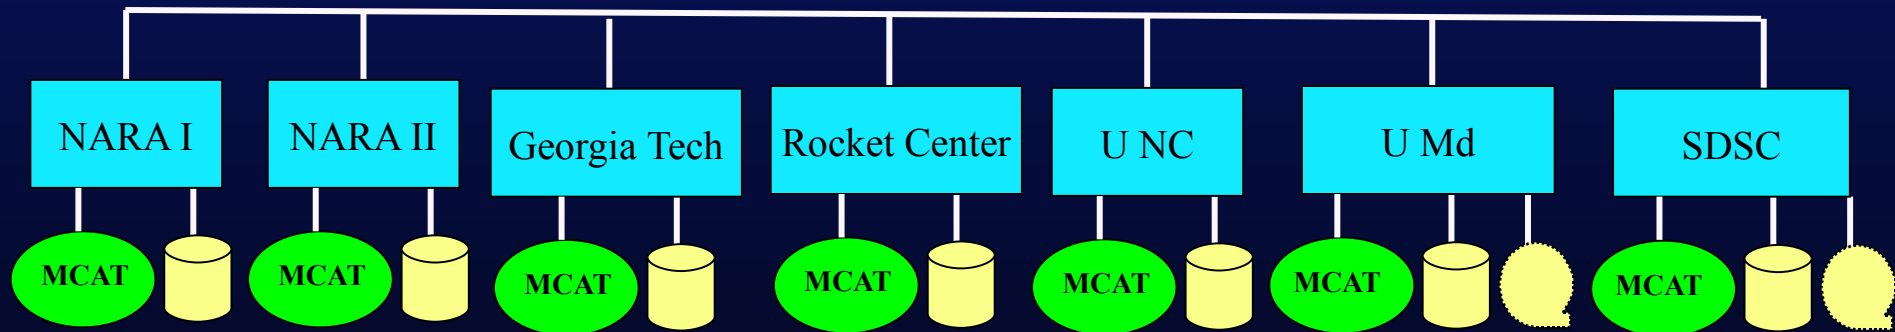 NARA I
NARA II
Georgia Tech
Rocket Center
U NC
U Md
SDSC
MCAT
MCAT
MCAT
MCAT
MCAT
MCAT
MCAT